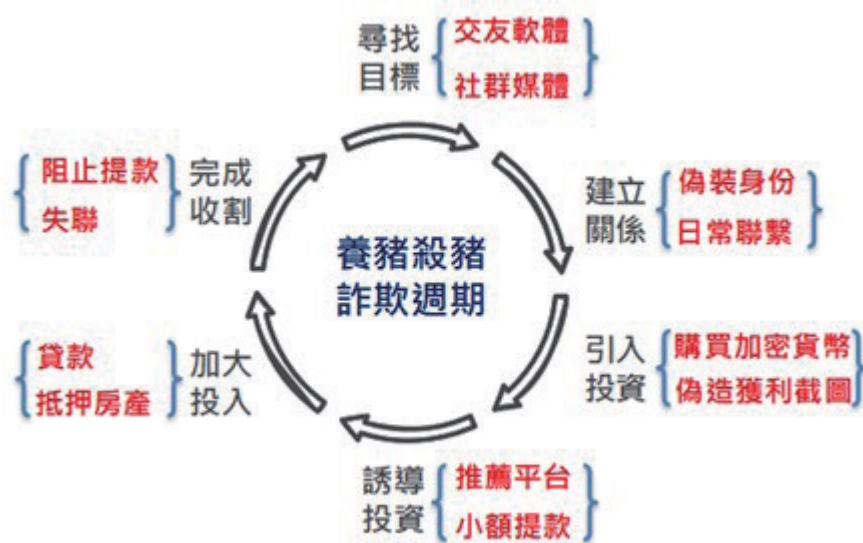 尋找
目標
交友軟體
社群媒體
建立
關係
偽裝身份
日常聯繫
引入
投資
購買加密貨幣
偽造獲利截圖
誘導
投資
推薦平台
小額提款
加大
投入
貸款
抵押房產
完成
收割
阻止提款
失聯
養豬殺豬
詐欺週期